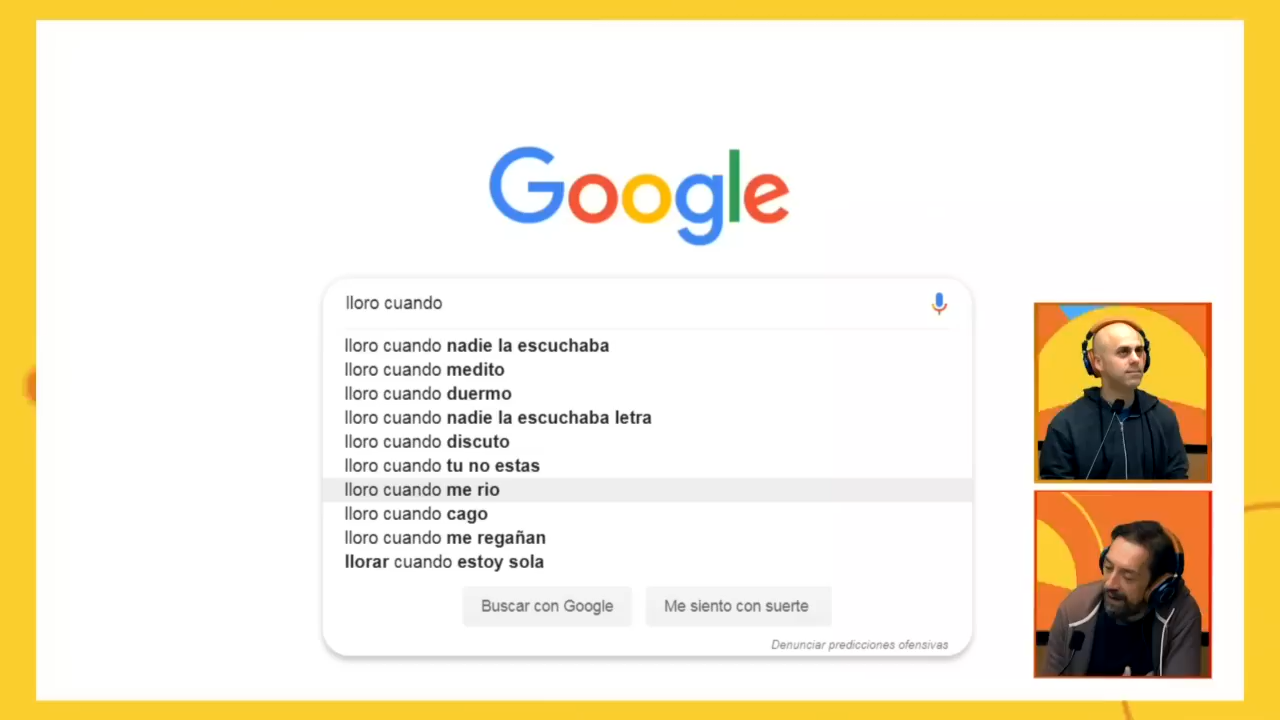 Google
lloro cuando
lloro cuando nadie la escuchaba
lloro cuando medito
lloro cuando duermo
lloro cuando nadie la escuchaba letra
lloro cuando discuto
lloro cuando tu no estas
lloro cuando me rio
lloro cuando cago
lloro cuando me regañan
llorar cuando estoy sola
Buscar con Google
Me siento con suerte
Denunciar predicciones ofensivas